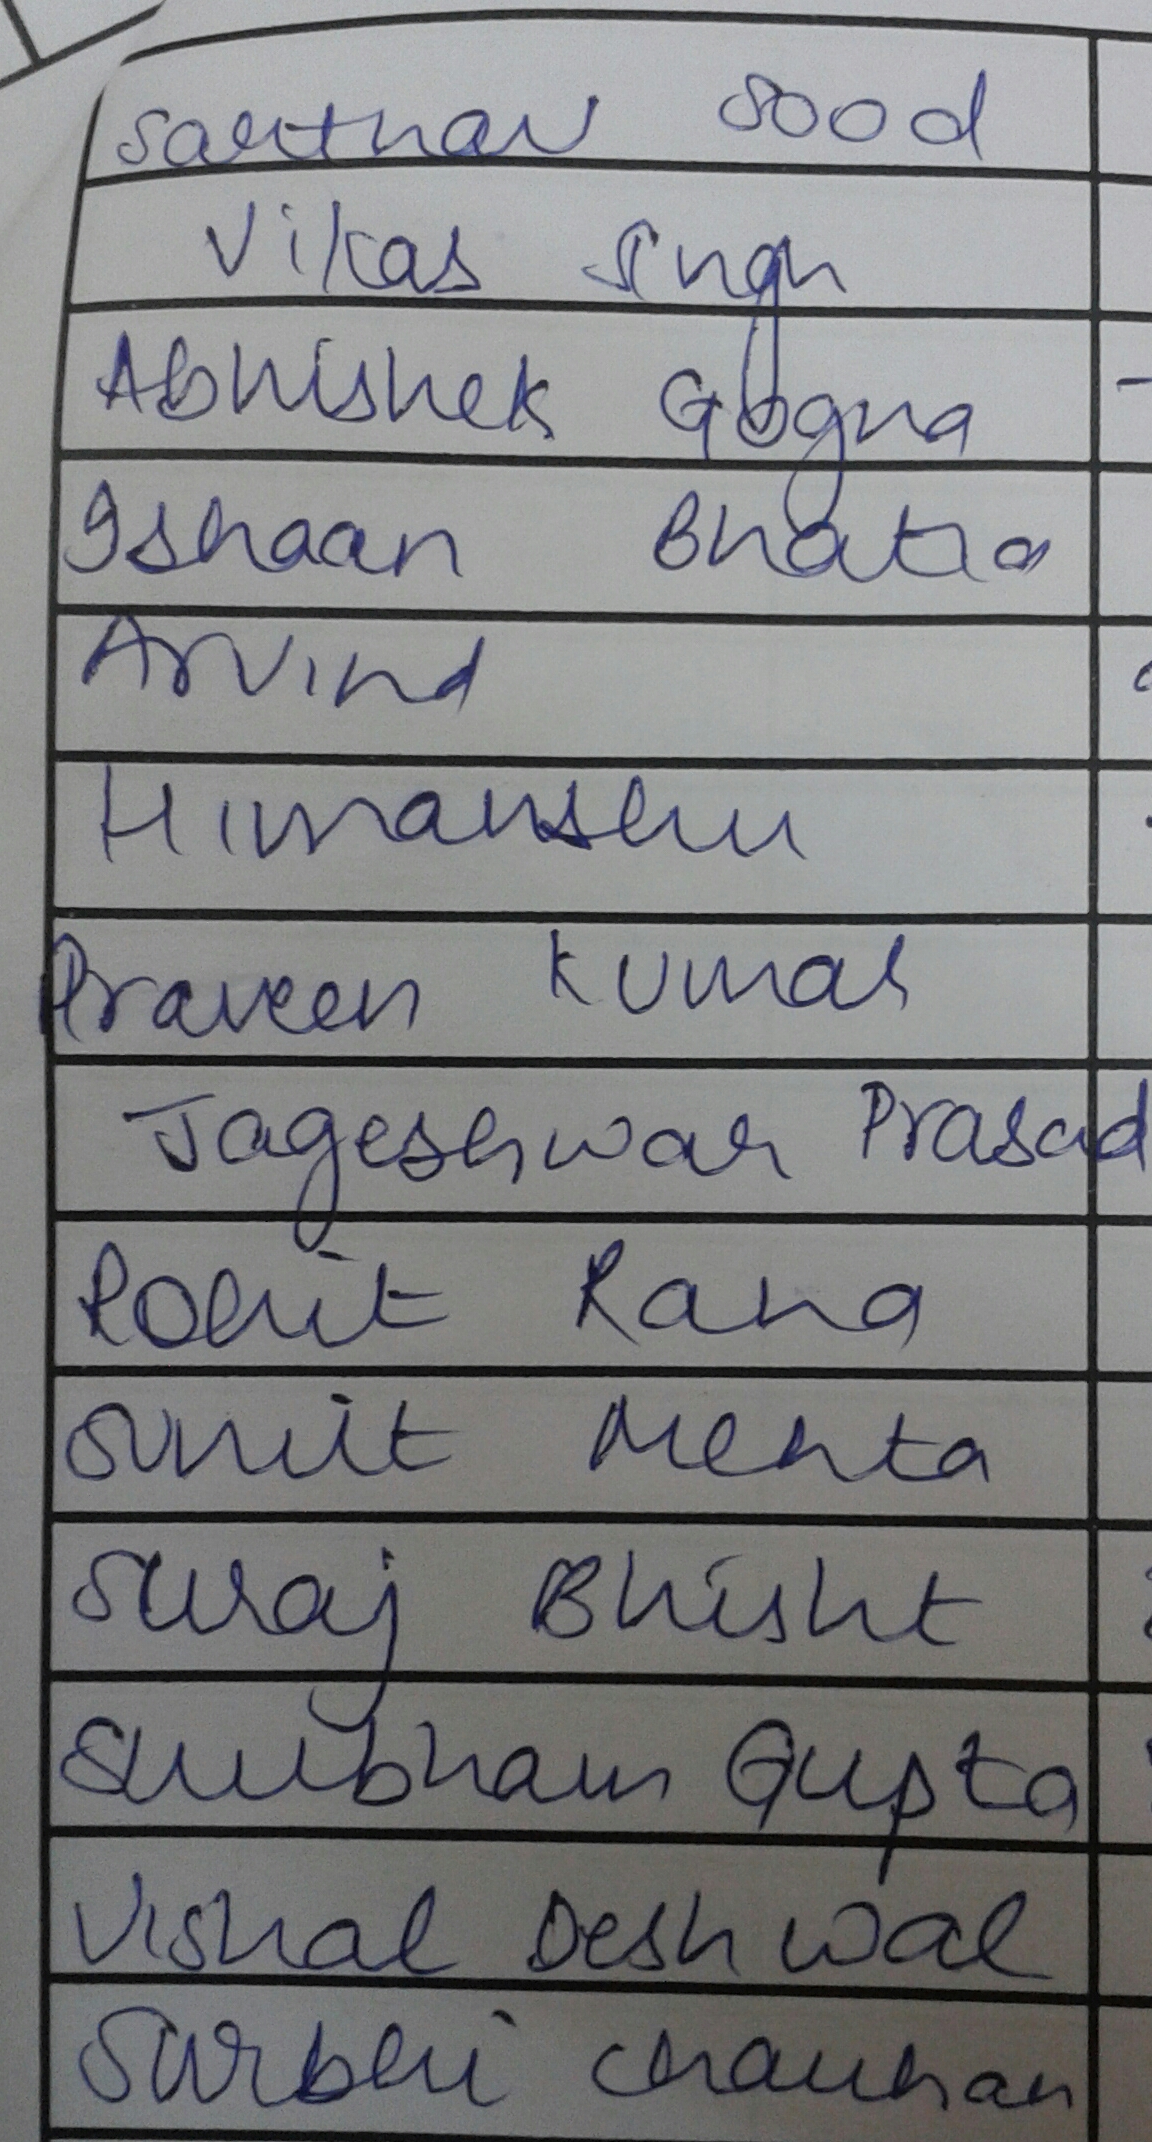 Sarthav Sood
Vikas Singh
Abhishek Gogna
Ishaan Bhatia
Arvind
Himanshu
Praveen Kumar
Jageshwar Prasad
Rohit Rana
Sumit Mehta
Suraj Bhisht
Shubham Gupta
Vishal Deshwal
Surbhi Chauhan